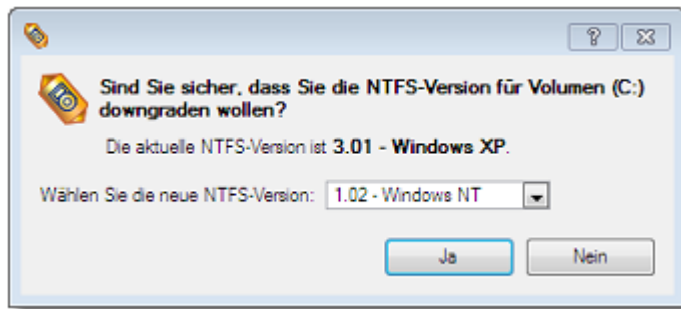 Sind Sie sicher, dass Sie die NTFS-Version für Volumen (C:)
downgraden wollen?
Die aktuelle NTFS-Version ist 3.01 - Windows XP.
Wählen Sie die neue NTFS-Version: 1.02 - Windows NT
Ja Nein